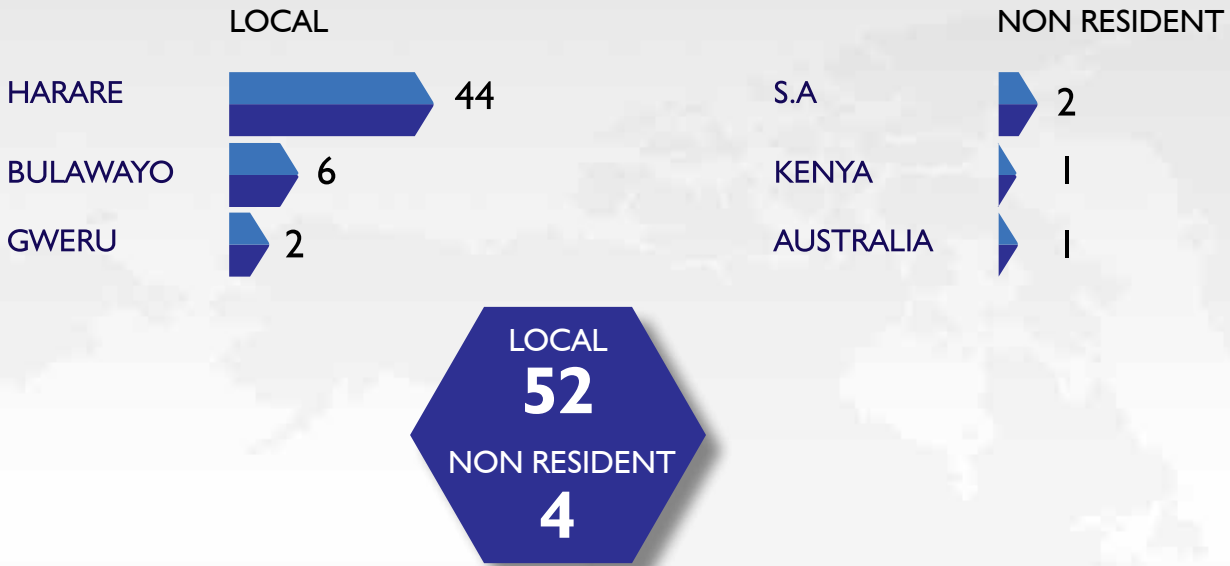 LOCAL
HARARE 44
BULAWAYO 6
GWERU 2
NON RESIDENT
S.A 2
KENYA 1
AUSTRALIA 1
LOCAL
52
NON RESIDENT
4